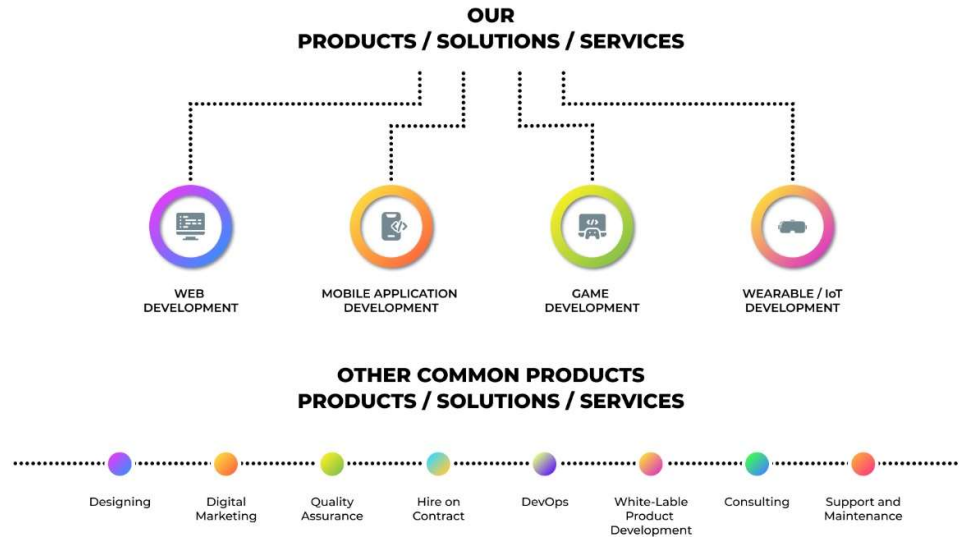 OUR
PRODUCTS / SOLUTIONS / SERVICES
</>
</>
WEB
DEVELOPMENT
MOBILE APPLICATION
DEVELOPMENT
GAME
DEVELOPMENT
WEARABLE / IoT
DEVELOPMENT
OTHER COMMON PRODUCTS
PRODUCTS / SOLUTIONS / SERVICES
Designing
Digital
Marketing
Quality
Assurance
Hire on
Contract
DevOps
White-Lable
Product
Development
Consulting
Support and
Maintenance